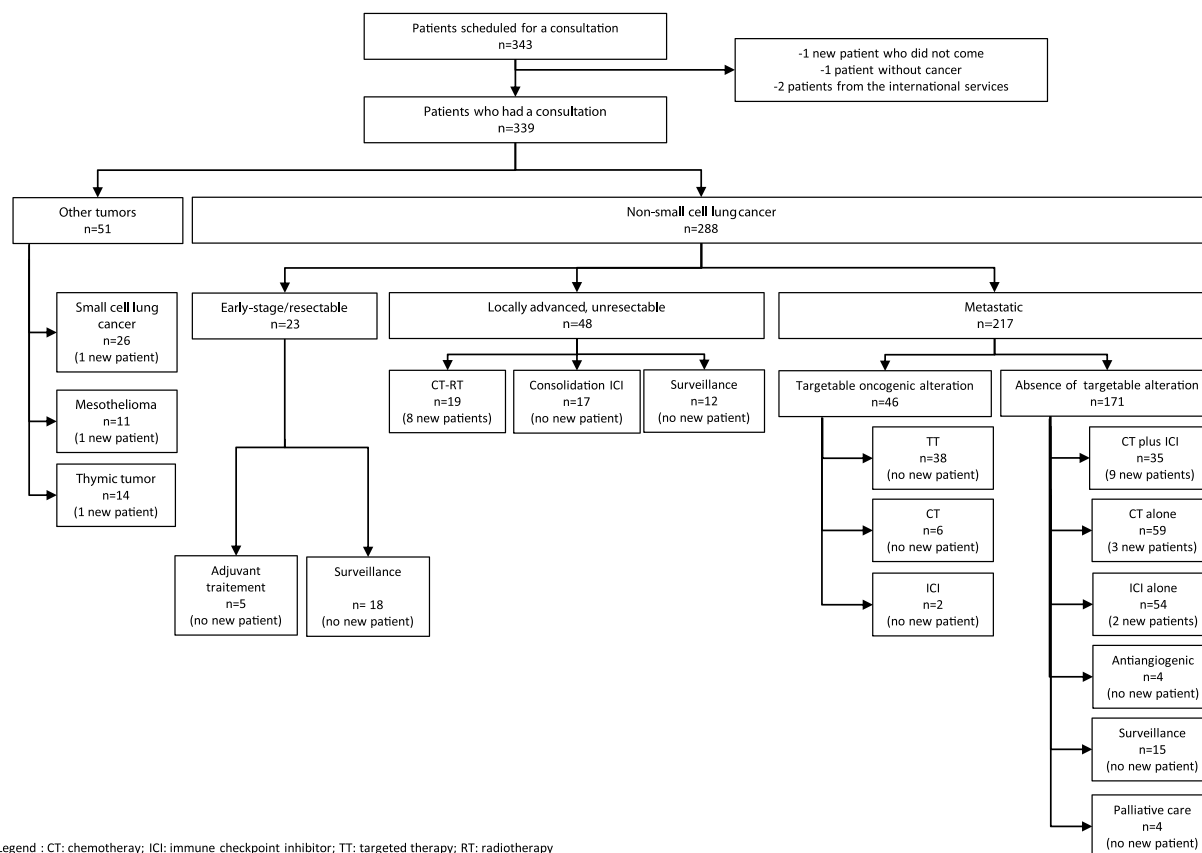 Patients scheduled for a consultation
n=343
-1 new patient who did not come
-1 patient without cancer
-2 patients from the international services
Patients who had a consultation
n=339
Other tumors
n=51
Non-small cell lung cancer
n=288
Small cell lung
cancer
n=26
(1 new patient)
Mesothelioma
n=11
(1 new patient)
Thymic tumor
n=14
(1 new patient)
Early-stage/resectable
n=23
Adjuvant
traitement
n=5
(no new patient)
Surveillance
n= 18
(no new patient)
Locally advanced, unresectable
n=48
CT-RT
n=19
(8 new patients)
Consolidation ICI
n=17
(no new patient)
Surveillance
n=12
(no new patient)
Metastatic
n=217
Targetable oncogenic alteration
n=46
TT
n=38
(no new patient)
CT
n=6
(no new patient)
ICI
n=2
(no new patient)
Absence of targetable alteration
n=171
CT plus ICI
n=35
(9 new patients)
CT alone
n=59
(3 new patients)
ICI alone
n=54
(2 new patients)
Antiangiogenic
n=4
(no new patient)
Surveillance
n=15
(no new patient)
Palliative care
n=4
(no new patient)
Legend : CT: chemotheray; ICI: immune checkpoint inhibitor; TT: targeted therapy; RT: radiotherapy